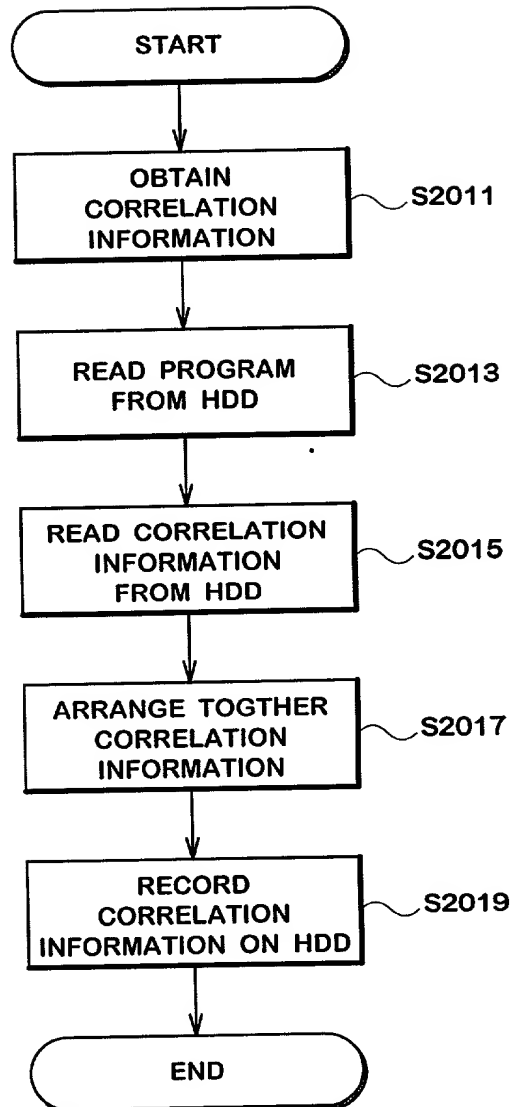 START
OBTAIN
CORRELATION
INFORMATION
S2011
READ PROGRAM
FROM HDD
S2013
READ CORRELATION
INFORMATION
FROM HDD
S2015
ARRANGE TOGTHER
CORRELATION
INFORMATION
S2017
RECORD
CORRELATION
INFORMATION ON HDD
S2019
END